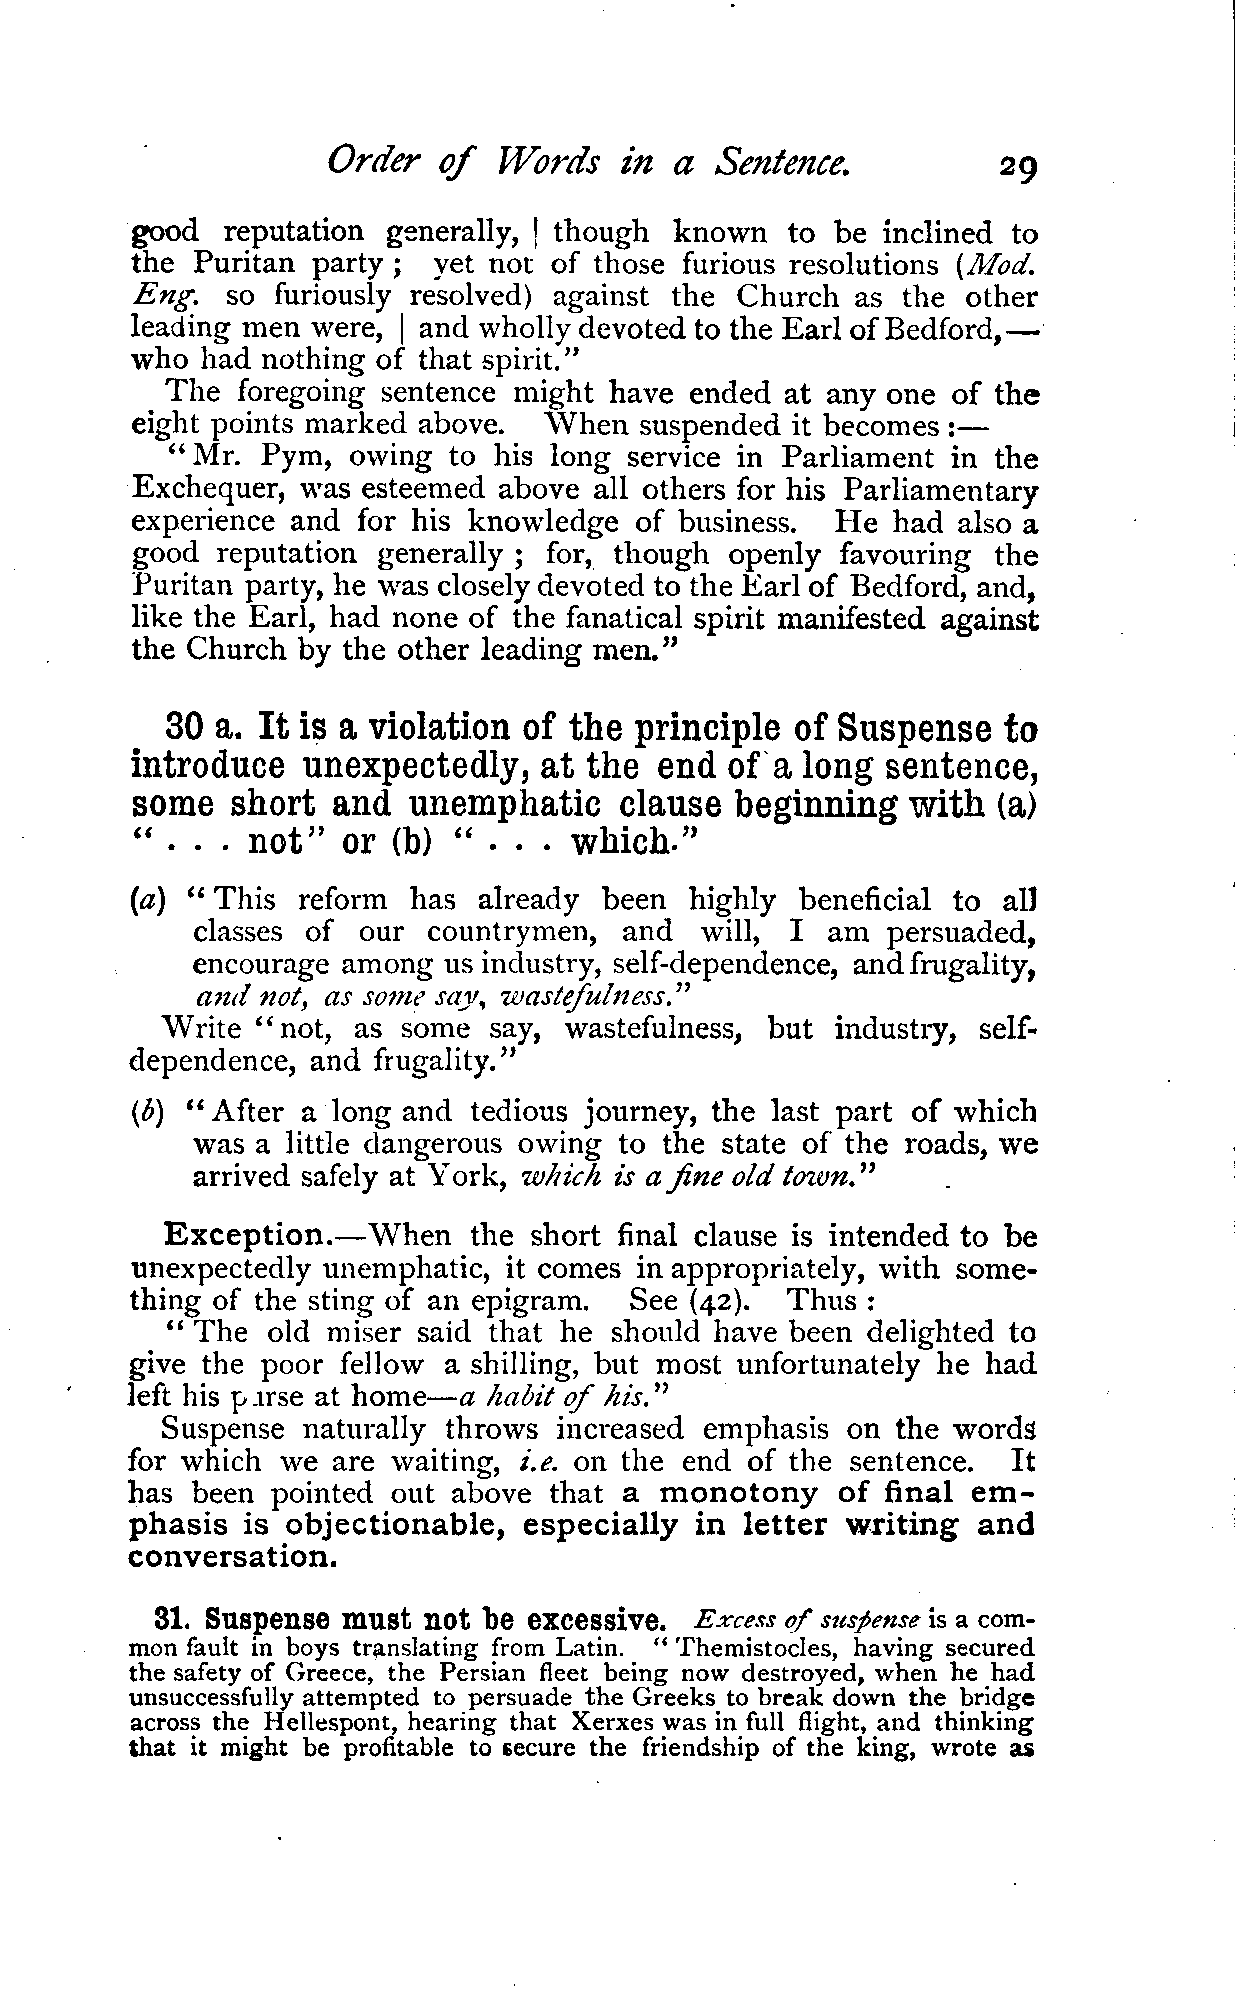 Order of Words in a Sentence. 29
good reputation generally, | though known to be inclined to
the Puritan party ; yet not of those furious resolutions (Mod.
Eng. so furiously resolved) against the Church as the other
leading men were, | and wholly devoted to the Earl of Bedford,—
who had nothing of that spirit."
The foregoing sentence might have ended at any one of the
eight points marked above. When suspended it becomes :—
" Mr. Pym, owing to his long service in Parliament in the
Exchequer, was esteemed above all others for his Parliamentary
experience and for his knowledge of business. He had also a
good reputation generally ; for, though openly favouring the
Puritan party, he was closely devoted to the Earl of Bedford, and,
like the Earl, had none of the fanatical spirit manifested against
the Church by the other leading men."
30 a. It is a violation of the principle of Suspense to
introduce unexpectedly, at the end of a long sentence,
some short and unemphatic clause beginning with (a)
" . . . not" or (b) " . . . which."
(a) " This reform has already been highly beneficial to all
classes of our countrymen, and will, I am persuaded,
encourage among us industry, self-dependence, and frugality,
and not, as some say, wastefulness."
Write " not, as some say, wastefulness, but industry, self-
dependence, and frugality."
(b) " After a long and tedious journey, the last part of which
was a little dangerous owing to the state of the roads, we
arrived safely at York, which is a fine old town."
Exception.—When the short final clause is intended to be
unexpectedly unemphatic, it comes in appropriately, with some-
thing of the sting of an epigram. See (42). Thus :
" The old miser said that he should have been delighted to
give the poor fellow a shilling, but most unfortunately he had
left his purse at home—a habit of his."
Suspense naturally throws increased emphasis on the words
for which we are waiting, i.e. on the end of the sentence. It
has been pointed out above that a monotony of final em-
phasis is objectionable, especially in letter writing and
conversation.
31. Suspense must not be excessive. Excess of suspense is a com-
mon fault in boys translating from Latin. " Themistocles, having secured
the safety of Greece, the Persian fleet being now destroyed, when he had
unsuccessfully attempted to persuade the Greeks to break down the bridge
across the Hellespont, hearing that Xerxes was in full flight, and thinking
that it might be profitable to secure the friendship of the king, wrote as